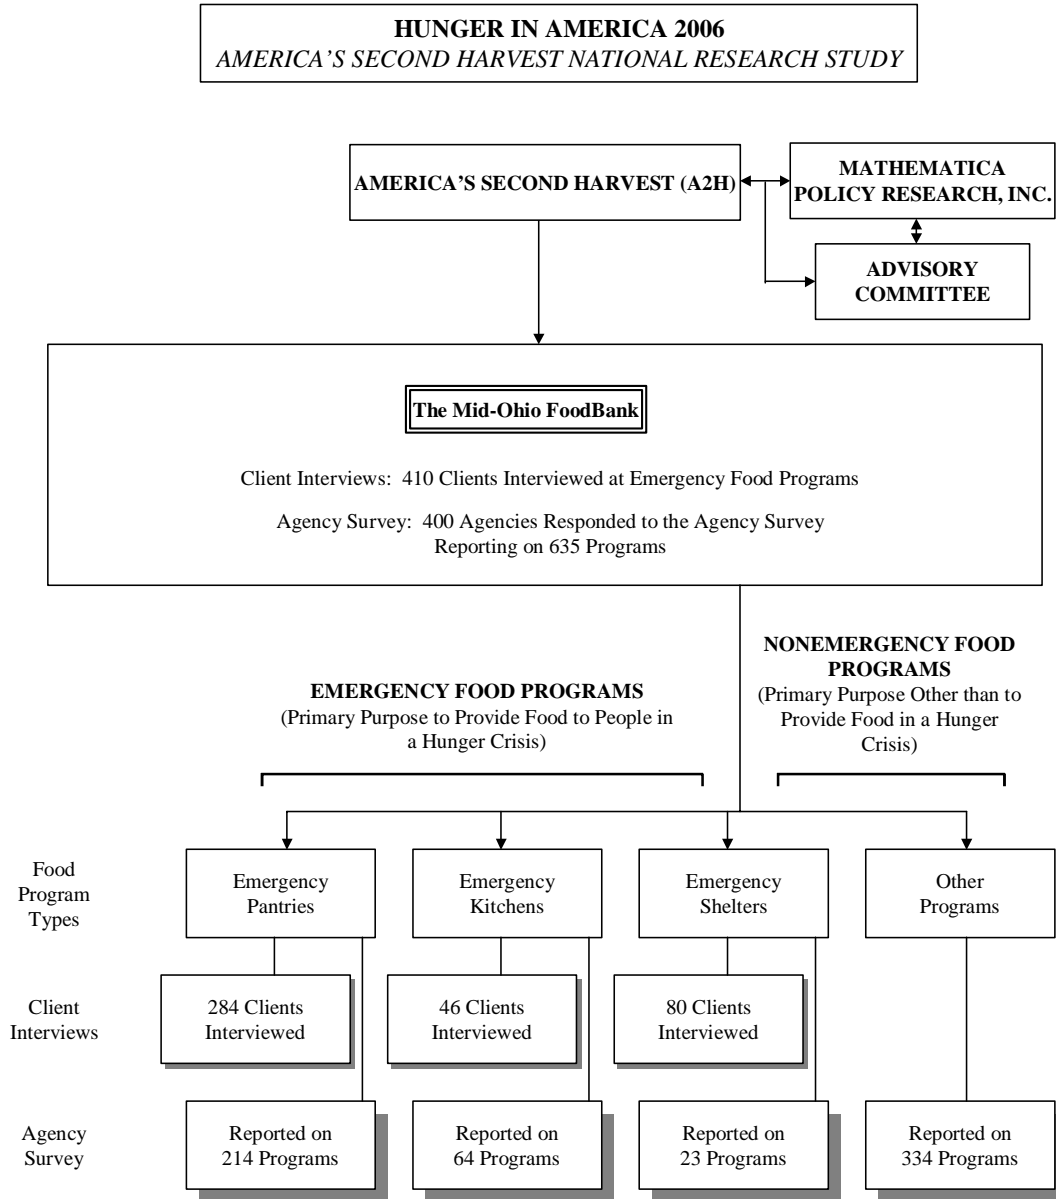 HUNGER IN AMERICA 2006
AMERICA'S SECOND HARVEST NATIONAL RESEARCH STUDY
AMERICA'S SECOND HARVEST (A2H)
MATHEMATICA
POLICY RESEARCH, INC.
ADVISORY
COMMITTEE
The Mid-Ohio FoodBank
Client Interviews: 410 Clients Interviewed at Emergency Food Programs
Agency Survey: 400 Agencies Responded to the Agency Survey
Reporting on 635 Programs
EMERGENCY FOOD PROGRAMS
(Primary Purpose to Provide Food to People in
a Hunger Crisis)
NONEMERGENCY FOOD
PROGRAMS
(Primary Purpose Other than to
Provide Food in a Hunger
Crisis)
Food
Program
Types
Emergency
Pantries
Emergency
Kitchens
Emergency
Shelters
Other
Programs
Client
Interviews
284 Clients
Interviewed
46 Clients
Interviewed
80 Clients
Interviewed
Agency
Survey
Reported on
214 Programs
Reported on
64 Programs
Reported on
23 Programs
Reported on
334 Programs